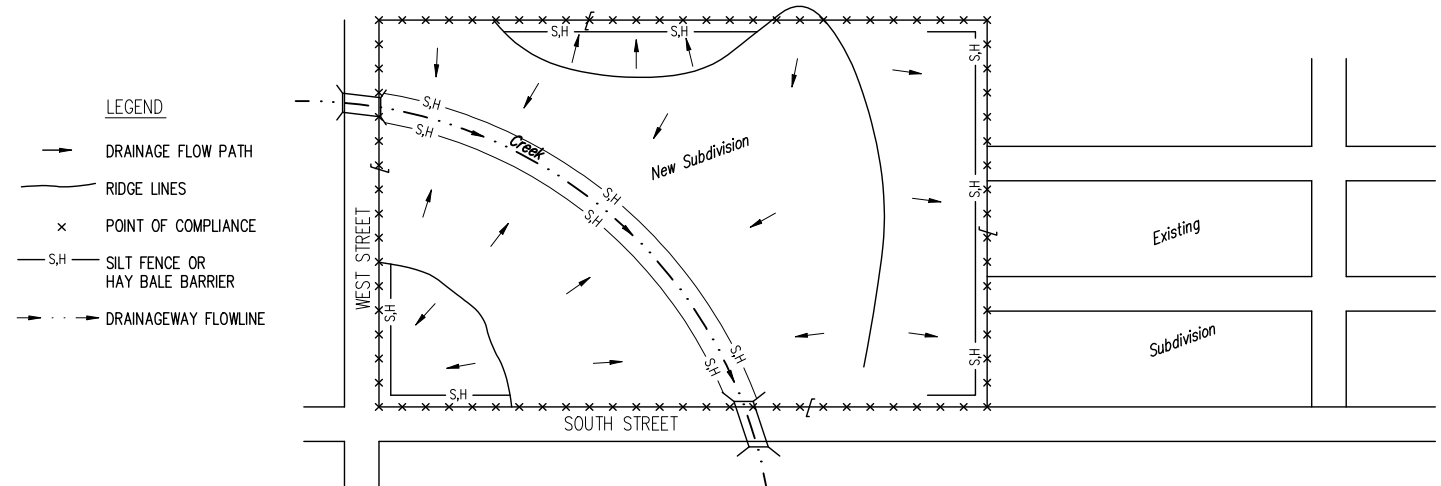 LEGEND
DRAINAGE FLOW PATH
RIDGE LINES
POINT OF COMPLIANCE
S,H
SILT FENCE OR
HAY BALE BARRIER
DRAINAGEWAY FLOWLINE
S,H
S,H
S,H
S,H
S,H
Creek
New Subdivision
S,H
S,H
S,H
WEST STREET
Existing
S,H
S,H
S,H
S,H
S,H
Subdivision
S,H
SOUTH STREET